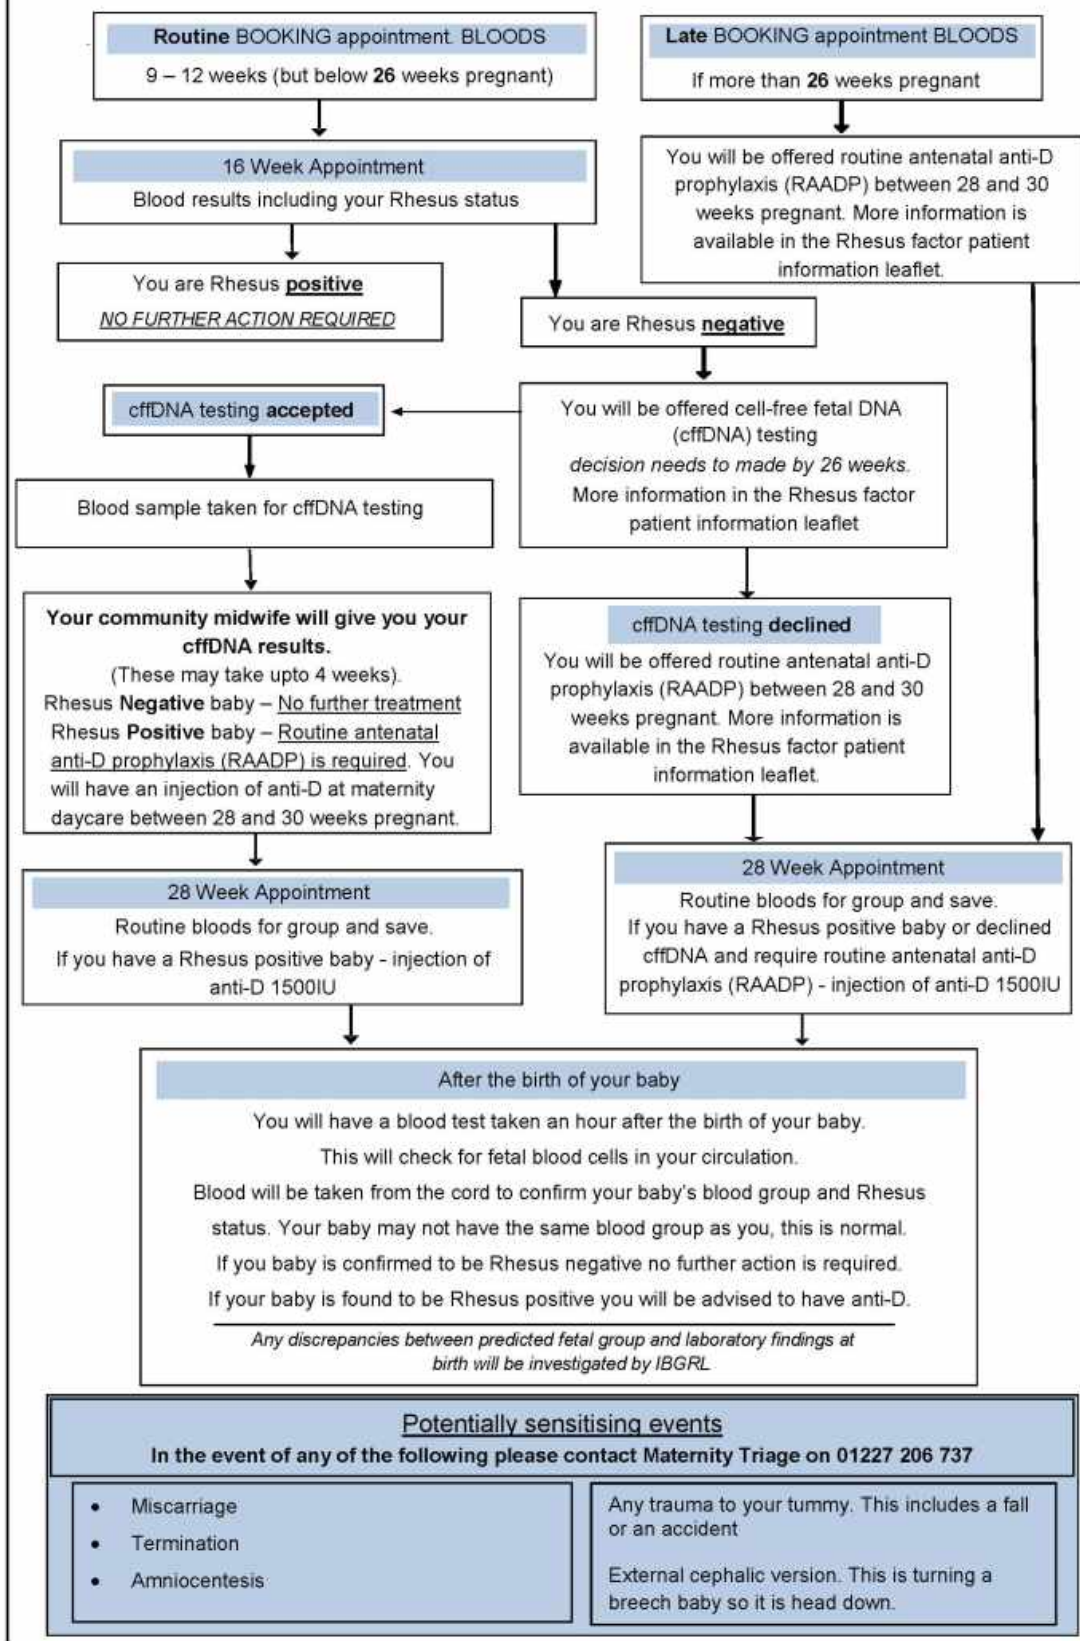 Routine BOOKING appointment. BLOODS
9 – 12 weeks (but below 26 weeks pregnant)
Late BOOKING appointment BLOODS
If more than 26 weeks pregnant
16 Week Appointment
Blood results including your Rhesus status
You will be offered routine antenatal anti-D
prophylaxis (RAADP) between 28 and 30
weeks pregnant. More information is
available in the Rhesus factor patient
information leaflet.
You are Rhesus positive
NO FURTHER ACTION REQUIRED
You are Rhesus negative
cffDNA testing accepted
You will be offered cell-free fetal DNA
(cffDNA) testing
decision needs to made by 26 weeks.
More information in the Rhesus factor
patient information leaflet
Blood sample taken for cffDNA testing
Your community midwife will give you your
cffDNA results.
(These may take upto 4 weeks).
Rhesus Negative baby – No further treatment
Rhesus Positive baby – Routine antenatal
anti-D prophylaxis (RAADP) is required. You
will have an injection of anti-D at maternity
daycare between 28 and 30 weeks pregnant.
cffDNA testing declined
You will be offered routine antenatal anti-D
prophylaxis (RAADP) between 28 and 30
weeks pregnant. More information is
available in the Rhesus factor patient
information leaflet.
28 Week Appointment
Routine bloods for group and save.
If you have a Rhesus positive baby - injection of
anti-D 1500IU
28 Week Appointment
Routine bloods for group and save.
If you have a Rhesus positive baby or declined
cffDNA and require routine antenatal anti-D
prophylaxis (RAADP) - injection of anti-D 1500IU
After the birth of your baby
You will have a blood test taken an hour after the birth of your baby.
This will check for fetal blood cells in your circulation.
Blood will be taken from the cord to confirm your baby's blood group and Rhesus
status. Your baby may not have the same blood group as you, this is normal.
If you baby is confirmed to be Rhesus negative no further action is required.
If your baby is found to be Rhesus positive you will be advised to have anti-D.
Any discrepancies between predicted fetal group and laboratory findings at
birth will be investigated by IBGRL
Potentially sensitising events
In the event of any of the following please contact Maternity Triage on 01227 206 737
• Miscarriage
• Termination
• Amniocentesis
Any trauma to your tummy. This includes a fall
or an accident
External cephalic version. This is turning a
breech baby so it is head down.